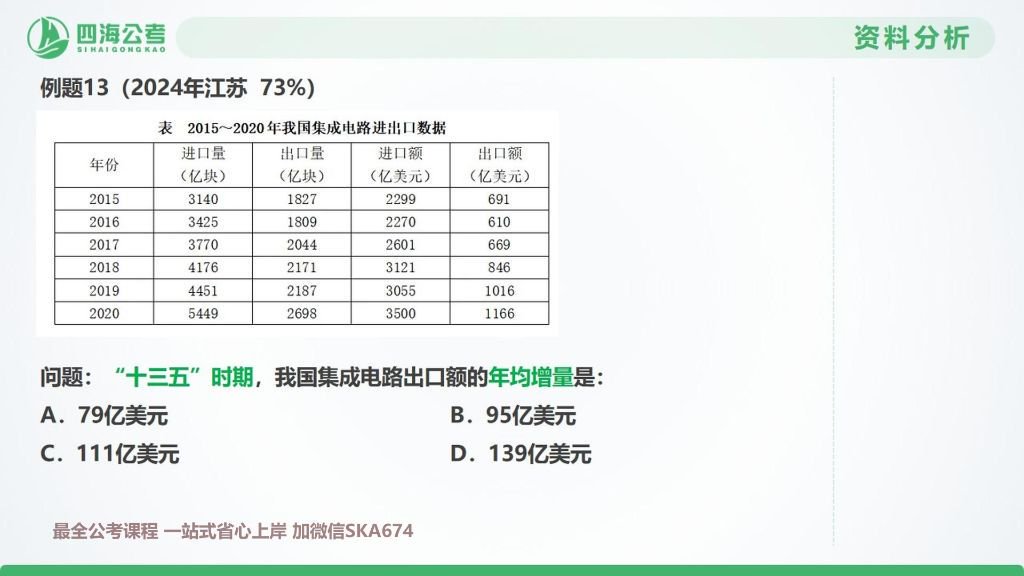 四海公考
SIHAIGONGKAO
资料分析
例题13（2024年江苏 73%）
表 2015～2020年我国集成电路进出口数据
年份 进口量（亿块） 出口量（亿块） 进口额（亿美元） 出口额（亿美元）
2015 3140 1827 2299 691
2016 3425 1809 2270 610
2017 3770 2044 2601 669
2018 4176 2171 3121 846
2019 4451 2187 3055 1016
2020 5449 2698 3500 1166
问题：“十三五”时期，我国集成电路出口额的年均增量是：
A．79亿美元 B．95亿美元
C．111亿美元 D．139亿美元
最全公考课程 一站式省心上岸 加微信SKA674